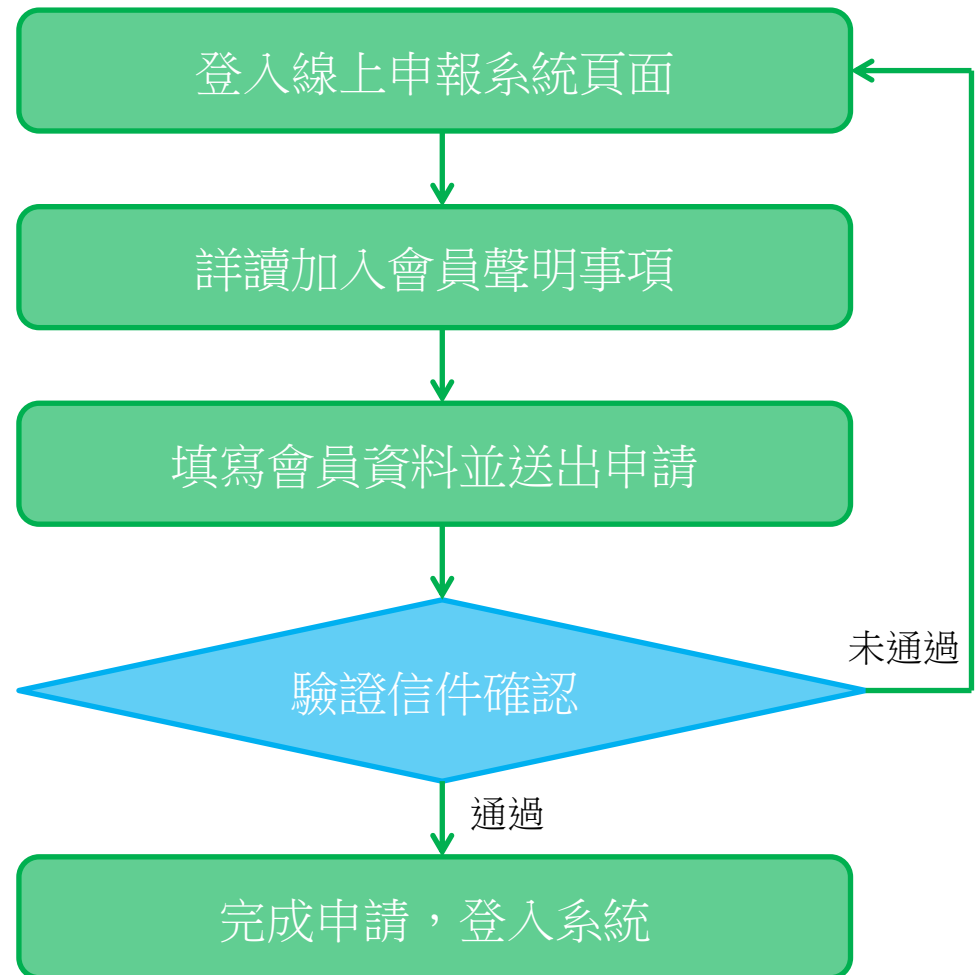 登入線上申報系統頁面
詳讀加入會員聲明事項
填寫會員資料並送出申請
未通過
驗證信件確認
通過
完成申請，登入系統